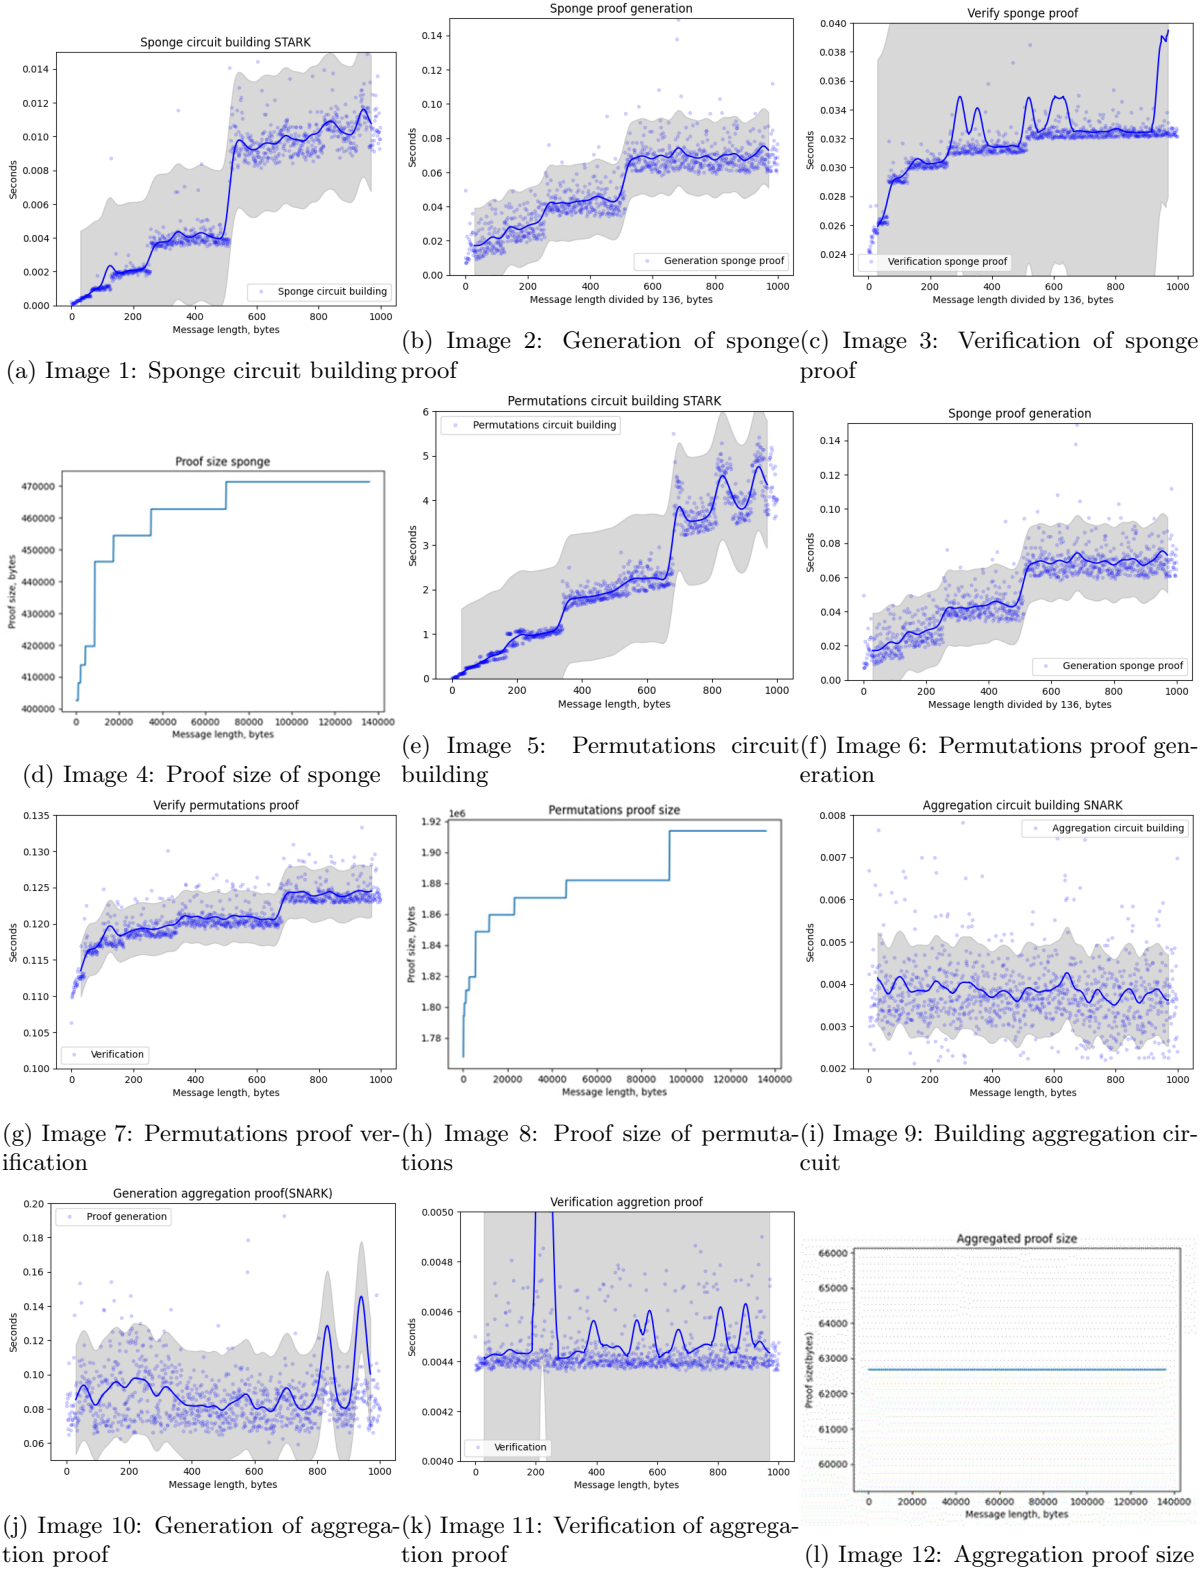 Sponge circuit building STARK
0.014
0.012
0.010
0.008
0.006
0.004
0.002
0.000
Seconds
Sponge circuit building
0 200 400 600 800 1000
Message length, bytes
(a) Image 1: Sponge circuit building
Sponge proof generation
0.14
0.12
0.10
0.08
0.06
0.04
0.02
0.00
Seconds
Generation sponge proof
0 200 400 600 800 1000
Message length divided by 136, bytes
(b) Image 2: Generation of sponge
proof
Verify sponge proof
0.040
0.038
0.036
0.034
0.032
0.030
0.028
0.026
0.024
Seconds
Verification sponge proof
0 200 400 600 800 1000
Message length divided by 136, bytes
(c) Image 3: Verification of sponge
proof
Proof size sponge
470000
460000
450000
440000
430000
420000
410000
400000
Proof size, bytes
0 20000 40000 60000 80000 100000 120000 140000
Message length, bytes
(d) Image 4: Proof size of sponge
Permutations circuit building STARK
Permutations circuit building
6
5
4
3
2
1
0
Seconds
0 200 400 600 800 1000
Message length, bytes
(e) Image 5: Permutations circuit
building
Sponge proof generation
0.14
0.12
0.10
0.08
0.06
0.04
0.02
0.00
Seconds
Generation sponge proof
0 200 400 600 800 1000
Message length divided by 136, bytes
(f) Image 6: Permutations proof gen-
eration
Verify permutations proof
0.135
0.130
0.125
0.120
0.115
0.110
0.105
0.100
Seconds
Verification
0 200 400 600 800 1000
Message length, bytes
(g) Image 7: Permutations proof ver-
ification
Permutations proof size
1e6
1.92
1.90
1.88
1.86
1.84
1.82
1.80
1.78
Proof size, bytes
0 20000 40000 60000 80000 100000 120000 140000
Message length, bytes
(h) Image 8: Proof size of permuta-
tions
Aggregation circuit building SNARK
Aggregation circuit building
0.008
0.007
0.006
0.005
0.004
0.003
0.002
Seconds
0 200 400 600 800 1000
Message length, bytes
(i) Image 9: Building aggregation cir-
cuit
Generation aggregation proof(SNARK)
Proof generation
0.20
0.18
0.16
0.14
0.12
0.10
0.08
0.06
Seconds
0 200 400 600 800 1000
Message length, bytes
(j) Image 10: Generation of aggrega-
tion proof
Verification aggretion proof
0.0050
0.0048
0.0046
0.0044
0.0042
0.0040
Seconds
Verification
0 200 400 600 800 1000
Message length, bytes
(k) Image 11: Verification of aggrega-
tion proof
Aggregated proof size
66000
65000
64000
63000
62000
61000
60000
Proof size(bytes)
0 20000 40000 60000 80000 100000 120000 140000
Message length, bytes
(l) Image 12: Aggregation proof size